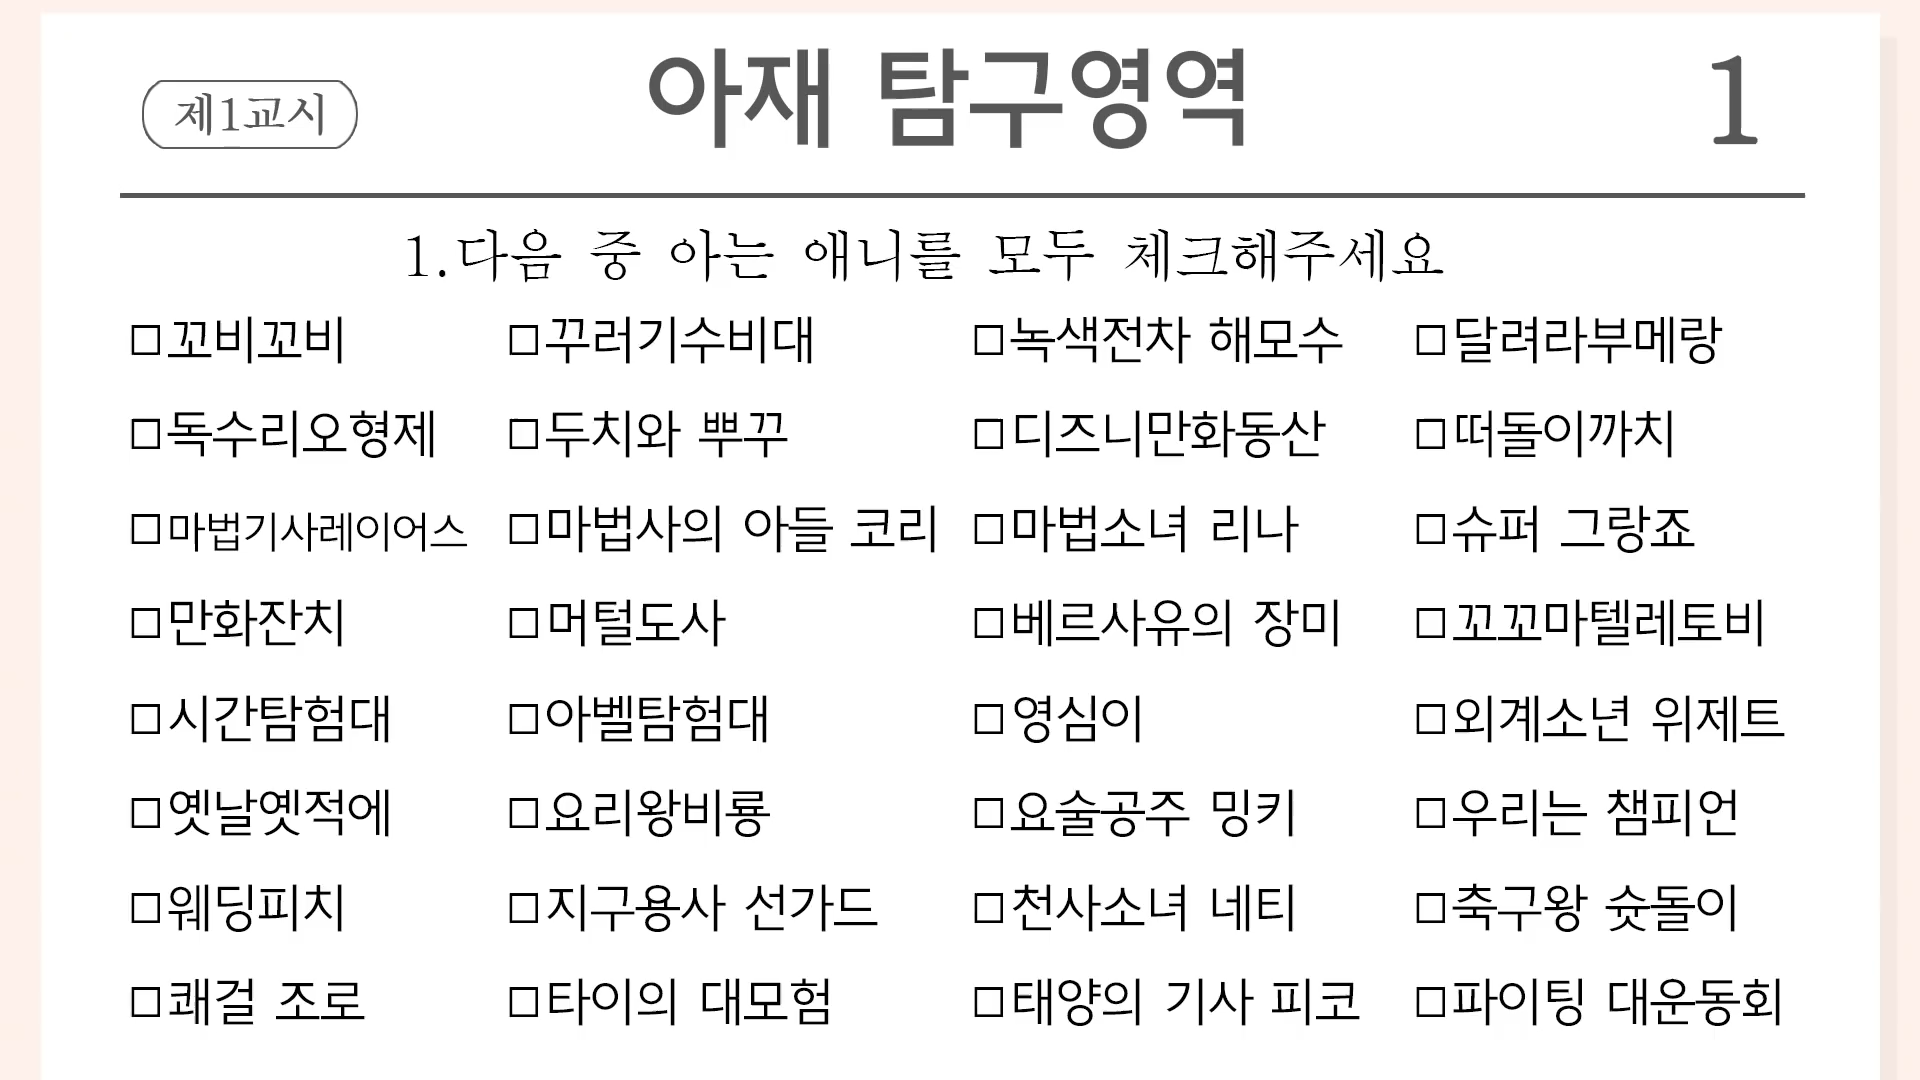 제1교시 아재 탐구영역 1
1.다음 중 아는 애니를 모두 체크해주세요
□꼬비꼬비 □꾸러기수비대 □녹색전차 해모수 □달려라부메랑
□독수리오형제 □두치와 뿌꾸 □디즈니만화동산 □떠돌이까치
□마법기사레이어스 □마법사의 아들 코리 □마법소녀 리나 □슈퍼 그랑죠
□만화잔치 □머털도사 □베르사유의 장미 □꼬꼬마텔레토비
□시간탐험대 □아벨탐험대 □영심이 □외계소년 위제트
□옛날옛적에 □요리왕비룡 □요술공주 밍키 □우리는 챔피언
□웨딩피치 □지구용사 선가드 □천사소녀 네티 □축구왕 슛돌이
□쾌걸 조로 □타이의 대모험 □태양의 기사 피코 □파이팅 대운동회